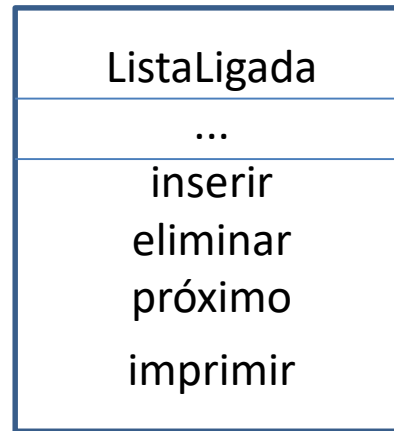 ListaLigada
...
inserir
eliminar
próximo
imprimir